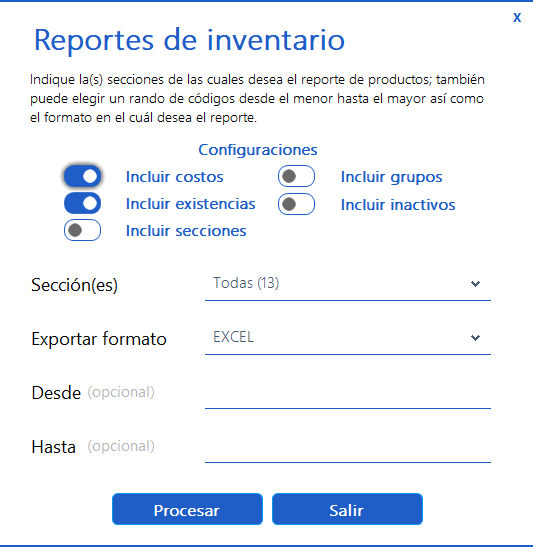 x
Reportes de inventario
Indique la(s) secciones de las cuales desea el reporte de productos; también
puede elegir un rando de códigos desde el menor hasta el mayor así como
el formato en el cuál desea el reporte.
Configuraciones
Incluir costos
Incluir grupos
Incluir existencias
Incluir inactivos
Incluir secciones
Sección(es) Todas (13)
Exportar formato EXCEL
Desde (opcional)
Hasta (opcional)
Procesar Salir